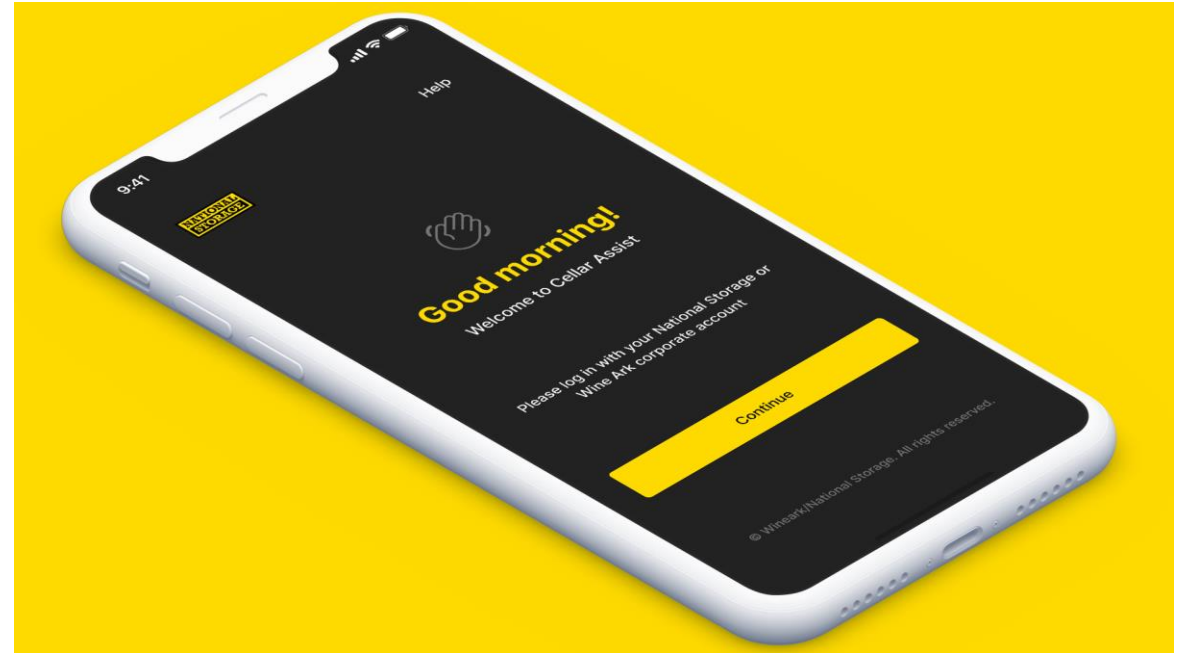 9:41
Help
NATIONAL
STORAGE
Good morning!
Welcome to Cellar Assist
Please log in with your National Storage or
Wine Ark corporate account
Continue
© Wineark/National Storage. All rights reserved.